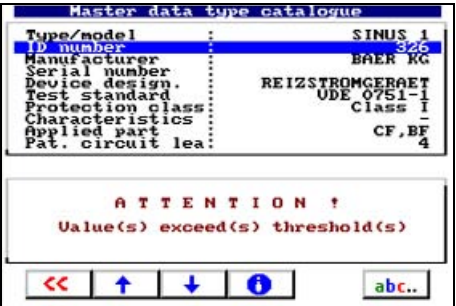 Master data type catalogue
Type/model : SINUS 1
ID number : 326
Manufacturer : BAER KG
Serial number :
Device design. : REIZSTROMGERAET
Test standard : VDE 0751-1
Protection class: Class I
Characteristics : -
Applied part : CF,BF
Pat. circuit lea: 4
A T T E N T I O N !
Value(s) exceed(s) threshold(s)
<< abc..